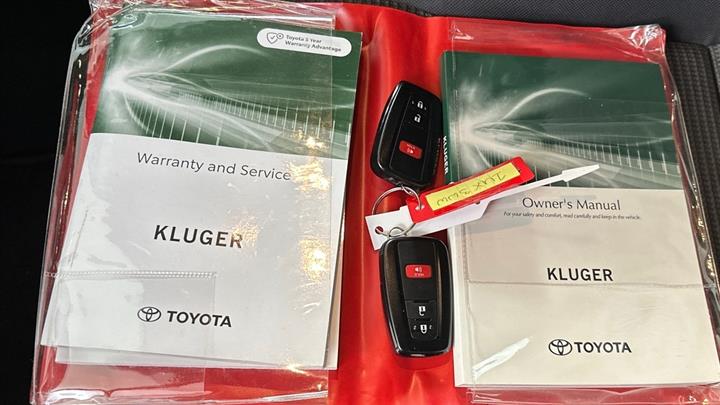 Toyota 5 Year
Warranty Advantage
Warranty and Service
KLUGER
TOYOTA
KLUGER
Owner's Manual
For your safety and comfort, read carefully and keep in the vehicle.
KLUGER
TOYOTA